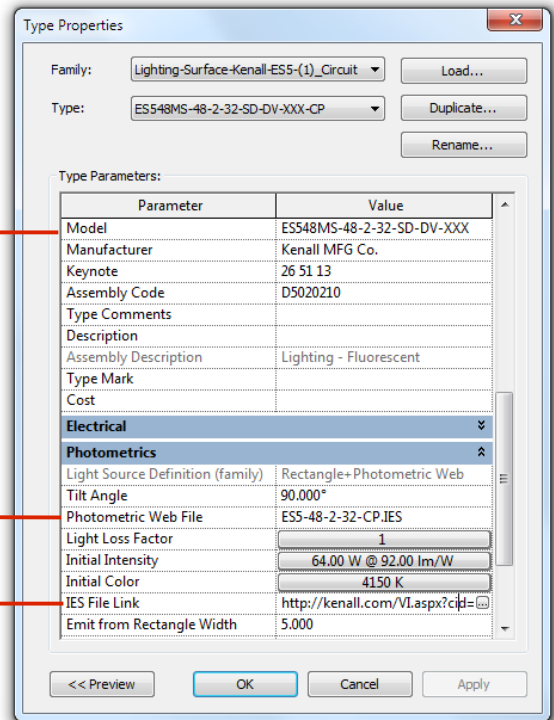 Type Properties
Family: Lighting-Surface-Kenall-ES5-(1)_Circuit Load...
Type: ES548MS-48-2-32-SD-DV-XXX-CP Duplicate...
Rename...
Type Parameters:
Parameter Value
Model ES548MS-48-2-32-SD-DV-XXX
Manufacturer Kenall MFG Co.
Keynote 26 51 13
Assembly Code D5020210
Type Comments
Description
Assembly Description Lighting - Fluorescent
Type Mark
Cost
Electrical
Photometrics
Light Source Definition (family) Rectangle+Photometric Web
Tilt Angle 90.000°
Photometric Web File ES5-48-2-32-CP.IES
Light Loss Factor 1
Initial Intensity 64.00 W @ 92.00 lm/W
Initial Color 4150 K
IES File Link http://kenall.com/VI.aspx?cid= ...
Emit from Rectangle Width 5.000
<< Preview OK Cancel Apply